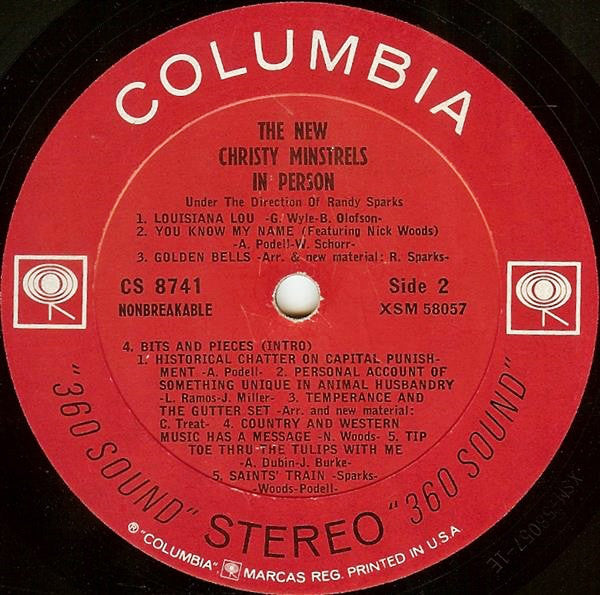 COLUMBIA
THE NEW
CHRISTY MINSTRELS
IN PERSON
Under The Direction Of Randy Sparks
1. LOUISIANA LOU -G. Wyle-B. Olofson-
2. YOU KNOW MY NAME (Featuring Nick Woods)
-A. Podell-W. Schorr-
3. GOLDEN BELLS -Arr. & new material: R. Sparks-
CS 8741
NONBREAKABLE
Side 2
XSM 58057
4. BITS AND PIECES (INTRO)
1. HISTORICAL CHATTER ON CAPITAL PUNISH-
MENT -A. Podell- 2. PERSONAL ACCOUNT OF
SOMETHING UNIQUE IN ANIMAL HUSBANDRY
-L. Ramos-J. Miller- 3. TEMPERANCE AND
THE GUTTER SET -Arr. and new material:
C. Treat- 4. COUNTRY AND WESTERN
MUSIC HAS A MESSAGE -N. Woods- 5. TIP
TOE THRU THE TULIPS WITH ME
-A. Dubin-J. Burke-
5. SAINTS' TRAIN -Sparks-
-Woods-Podell-
"360 SOUND" STEREO "360 SOUND"
® "COLUMBIA", MARCAS REG. PRINTED IN U.S.A.